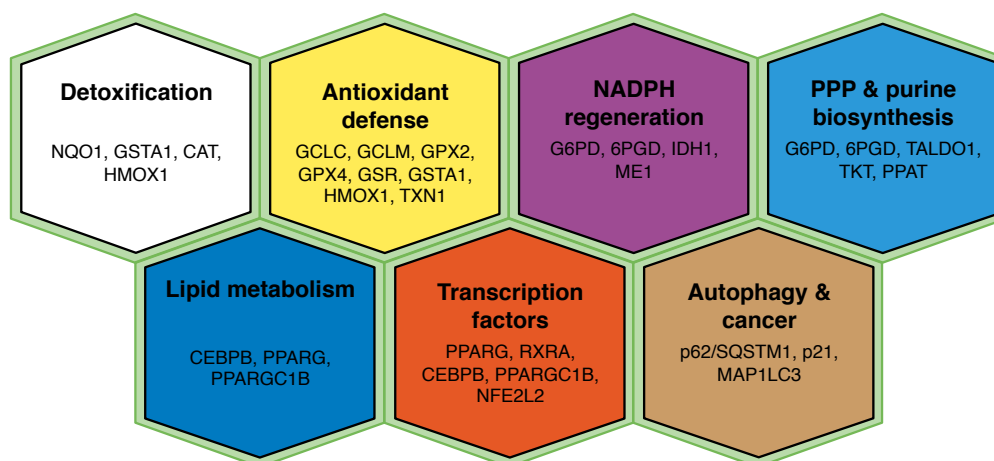 Detoxification
NQO1, GSTA1, CAT,
HMOX1
Antioxidant
defense
GCLC, GCLM, GPX2,
GPX4, GSR, GSTA1,
HMOX1, TXN1
NADPH
regeneration
G6PD, 6PGD, IDH1,
ME1
PPP & purine
biosynthesis
G6PD, 6PGD, TALDO1,
TKT, PPAT
Lipid metabolism
CEBPB, PPARG,
PPARGC1B
Transcription
factors
PPARG, RXRA,
CEBPB, PPARGC1B,
NFE2L2
Autophagy &
cancer
p62/SQSTM1, p21,
MAP1LC3